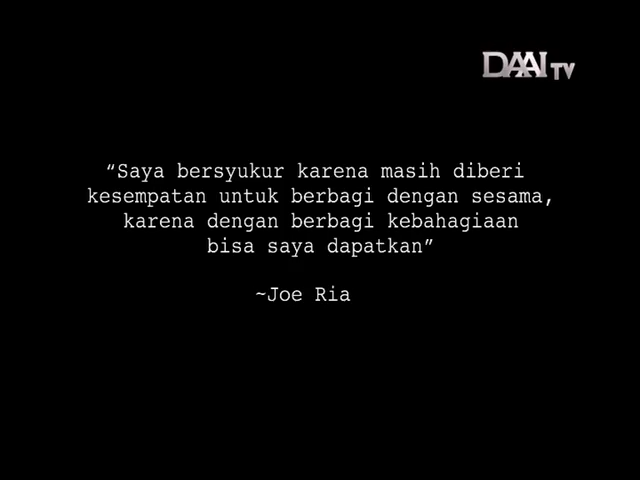 DAAI TV
“Saya bersyukur karena masih diberi
kesempatan untuk berbagi dengan sesama,
karena dengan berbagi kebahagiaan
bisa saya dapatkan”
~Joe Ria